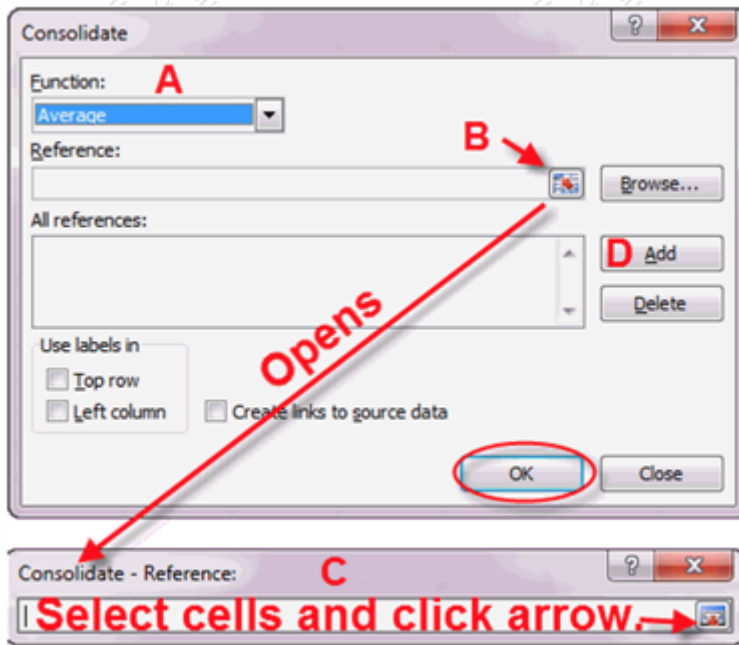 Consolidate
Function: A
Average
Reference: B
Browse...
All references:
D Add
Delete
Opens
Use labels in
Top row
Left column Create links to source data
OK Close
Consolidate - Reference: C
Select cells and click arrow.